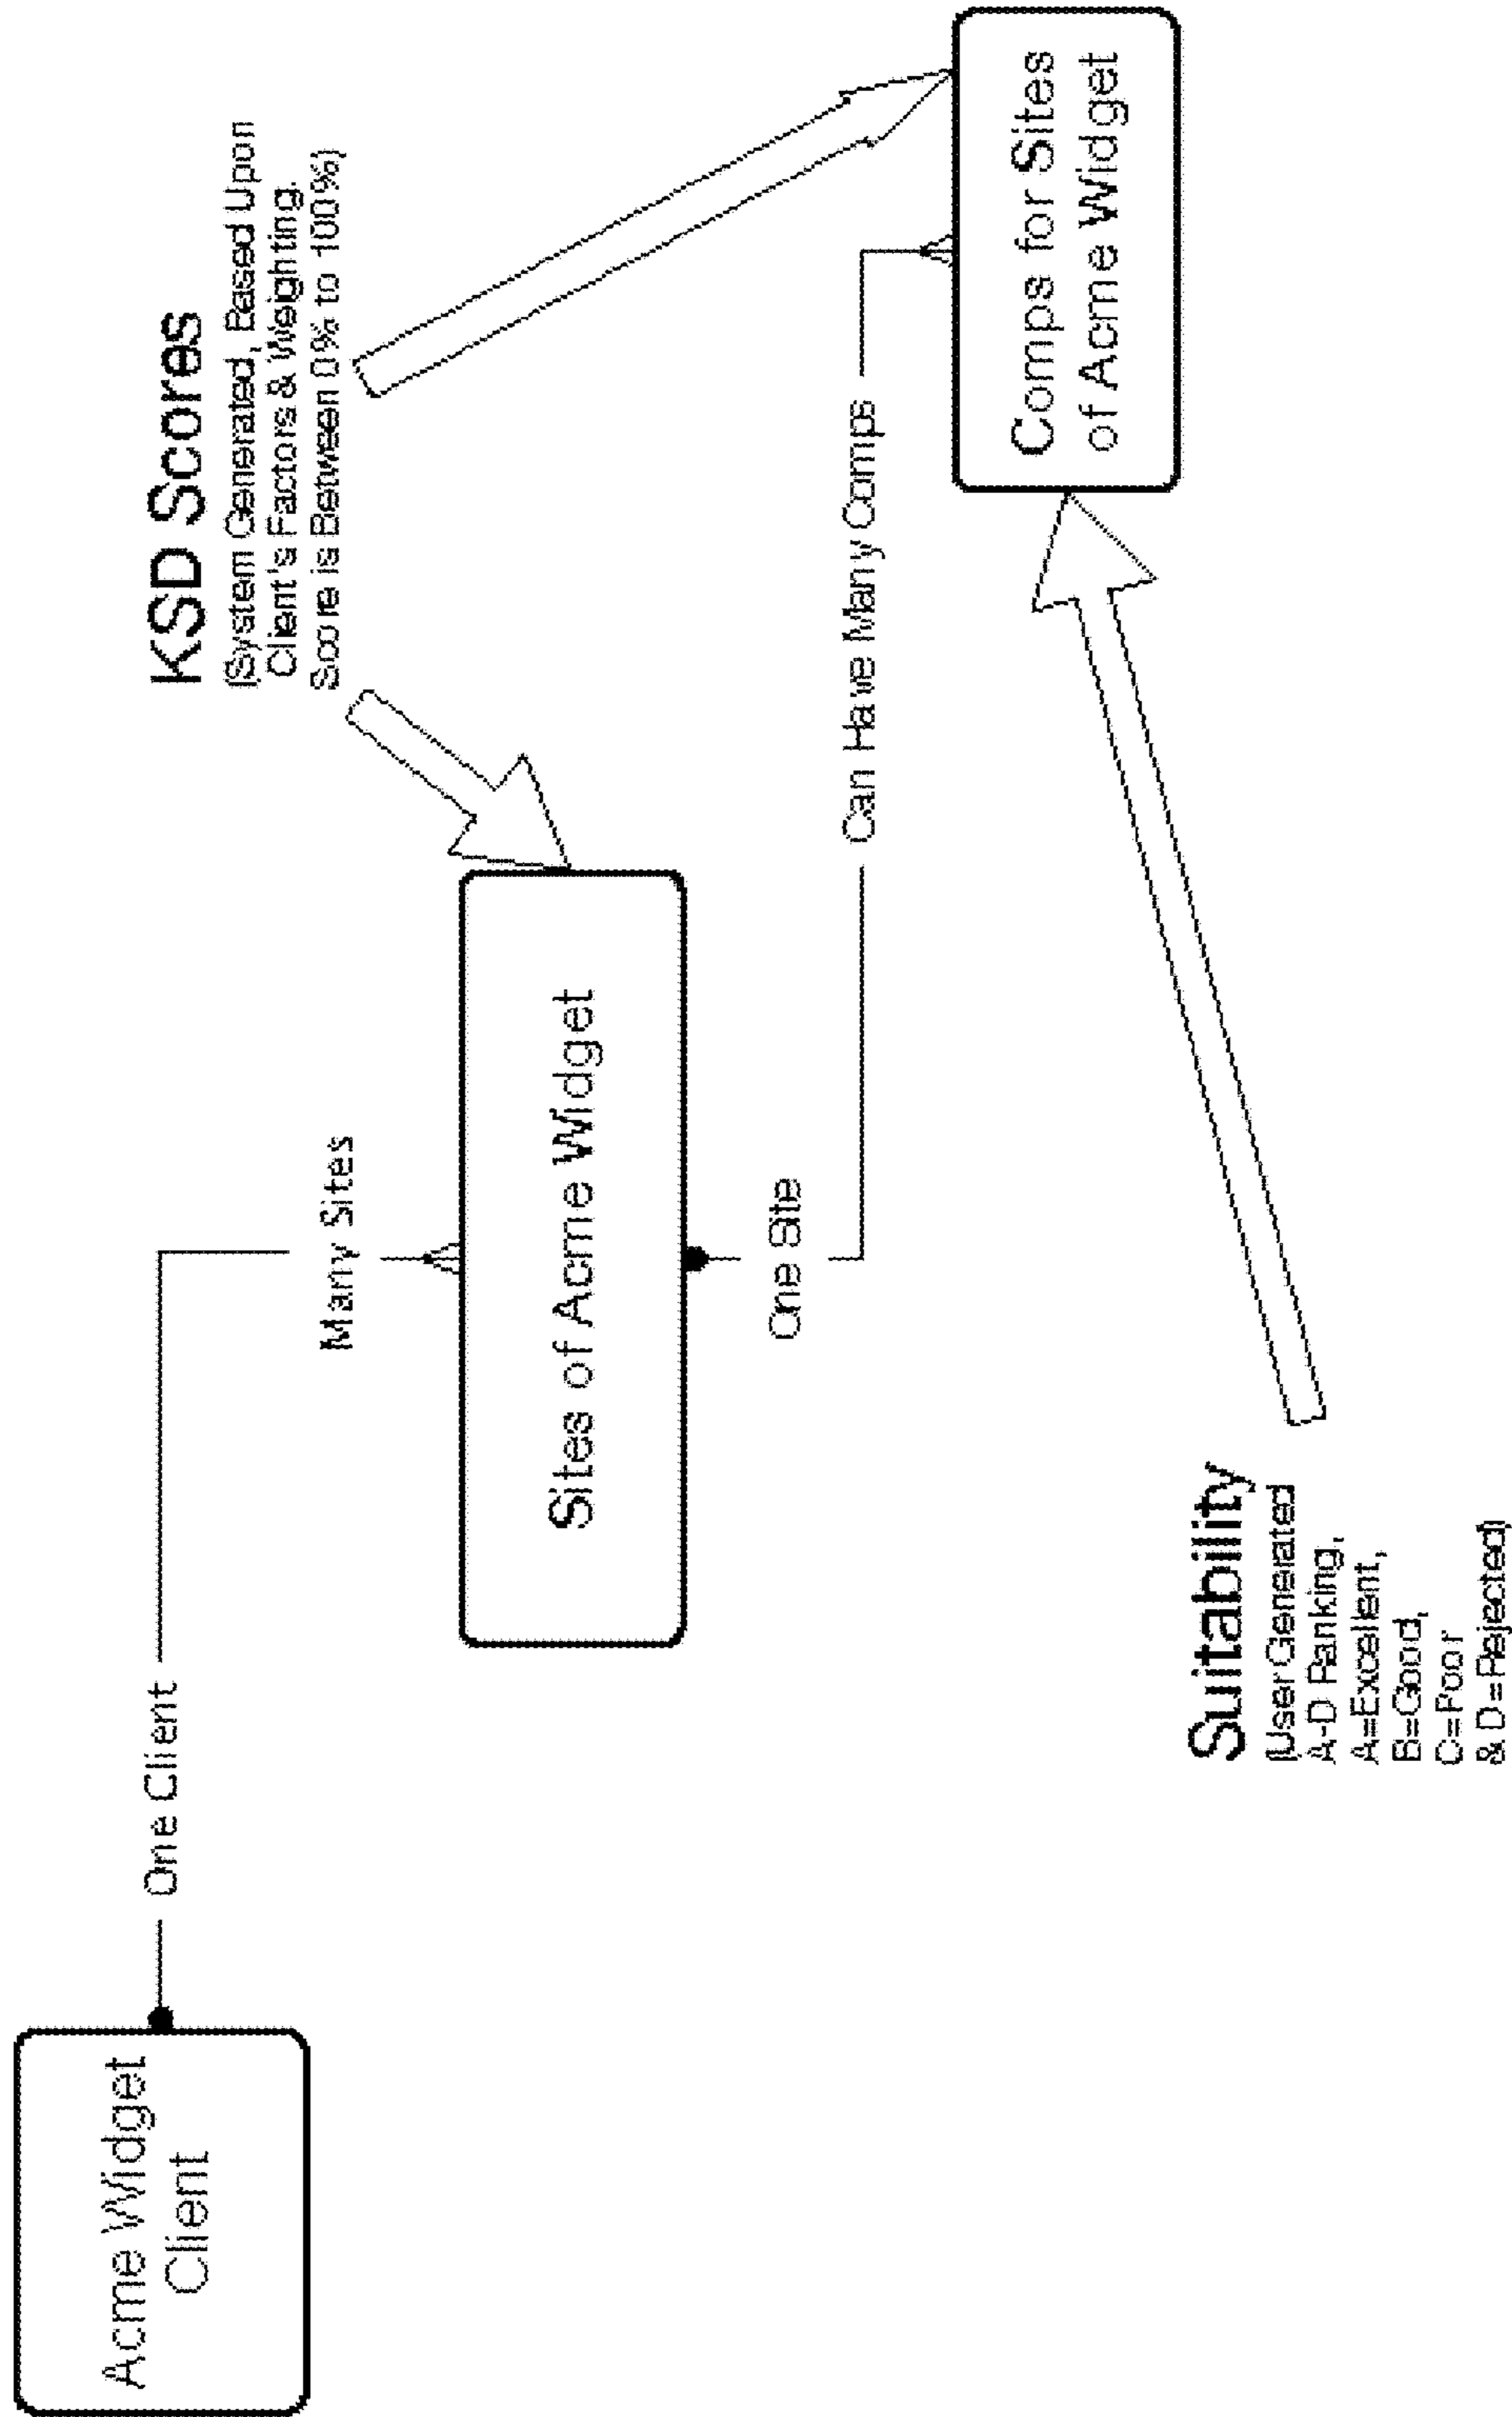 KSD Scores
(System Generated, Based Upon
Client's Factors & Weighting.
Score is Between 0% to 100%)
Acme Widget
Client
One Client
Many Sites
Sites of Acme Widget
One Site
Can Have Many Comps
Comps for Sites
of Acme Widget
Suitability
(User Generated
A-D Ranking,
A=Excellent,
B=Good,
C=Poor
& D=Rejected)